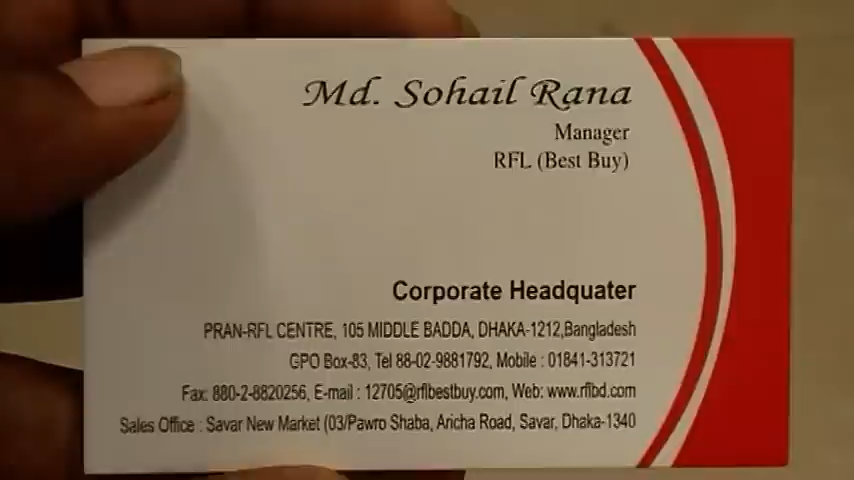 Md. Sohail Rana
Manager
RFL (Best Buy)
Corporate Headquater
PRAN-RFL CENTRE, 105 MIDDLE BADDA, DHAKA-1212,Bangladesh
GPO Box-83, Tel 88-02-9881792, Mobile : 01841-313721
Fax: 880-2-8820256, E-mail : 12705@rflbestbuy.com, Web: www.rflbd.com
Sales Office : Savar New Market (03/Pawro Shaba, Aricha Road, Savar, Dhaka-1340